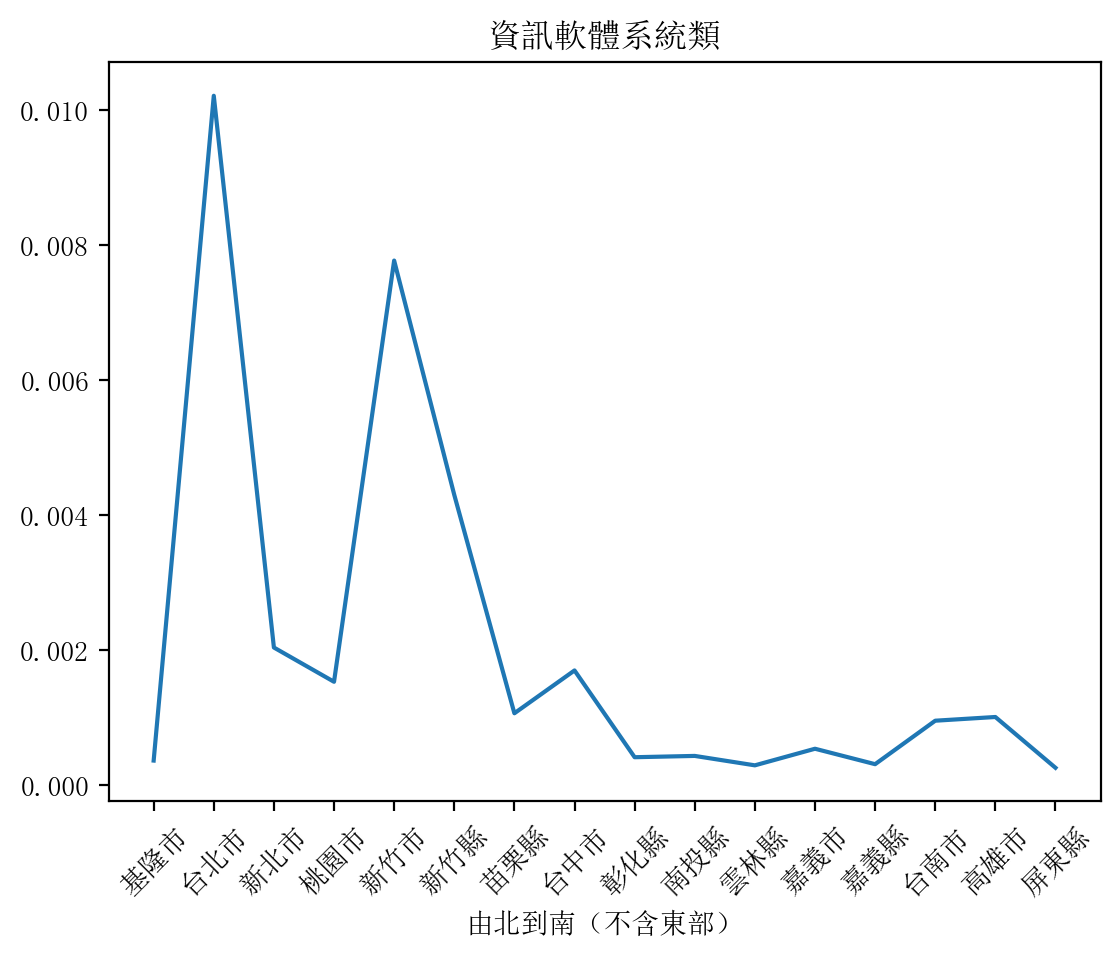 資訊軟體系統類
0.010
0.008
0.006
0.004
0.002
0.000
基隆市
台北市
新北市
桃園市
新竹市
新竹縣
苗栗縣
台中市
彰化縣
南投縣
雲林縣
嘉義市
嘉義縣
台南市
高雄市
屏東縣
由北到南（不含東部）